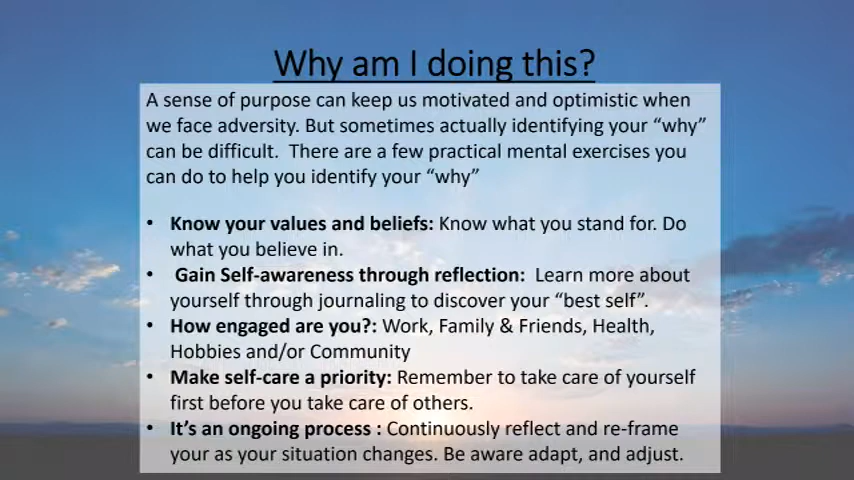 Why am I doing this?
A sense of purpose can keep us motivated and optimistic when
we face adversity. But sometimes actually identifying your “why”
can be difficult.  There are a few practical mental exercises you
can do to help you identify your “why”
• Know your values and beliefs: Know what you stand for. Do
what you believe in.
•  Gain Self-awareness through reflection:  Learn more about
yourself through journaling to discover your “best self”.
• How engaged are you?: Work, Family & Friends, Health,
Hobbies and/or Community
• Make self-care a priority: Remember to take care of yourself
first before you take care of others.
• It’s an ongoing process : Continuously reflect and re-frame
your as your situation changes. Be aware adapt, and adjust.